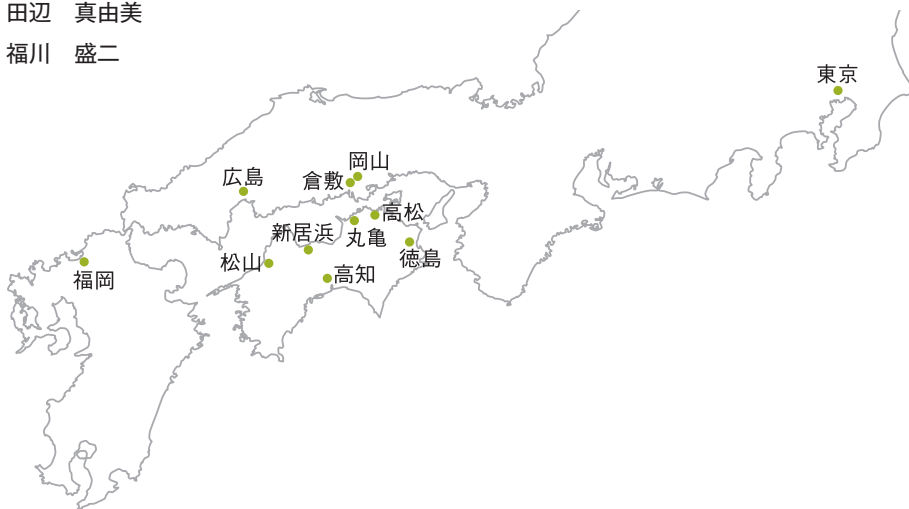 田辺　真由美
福川　盛二
東京
岡山
倉敷
広島
高松
丸亀
新居浜
徳島
松山
高知
福岡